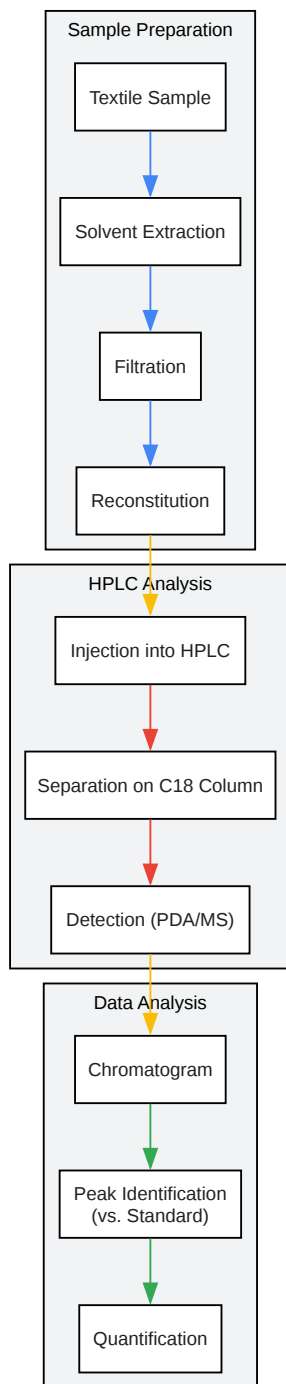 Sample Preparation
Textile Sample
Solvent Extraction
Filtration
Reconstitution
HPLC Analysis
Injection into HPLC
Separation on C18 Column
Detection (PDA/MS)
Data Analysis
Chromatogram
Peak Identification
(vs. Standard)
Quantification